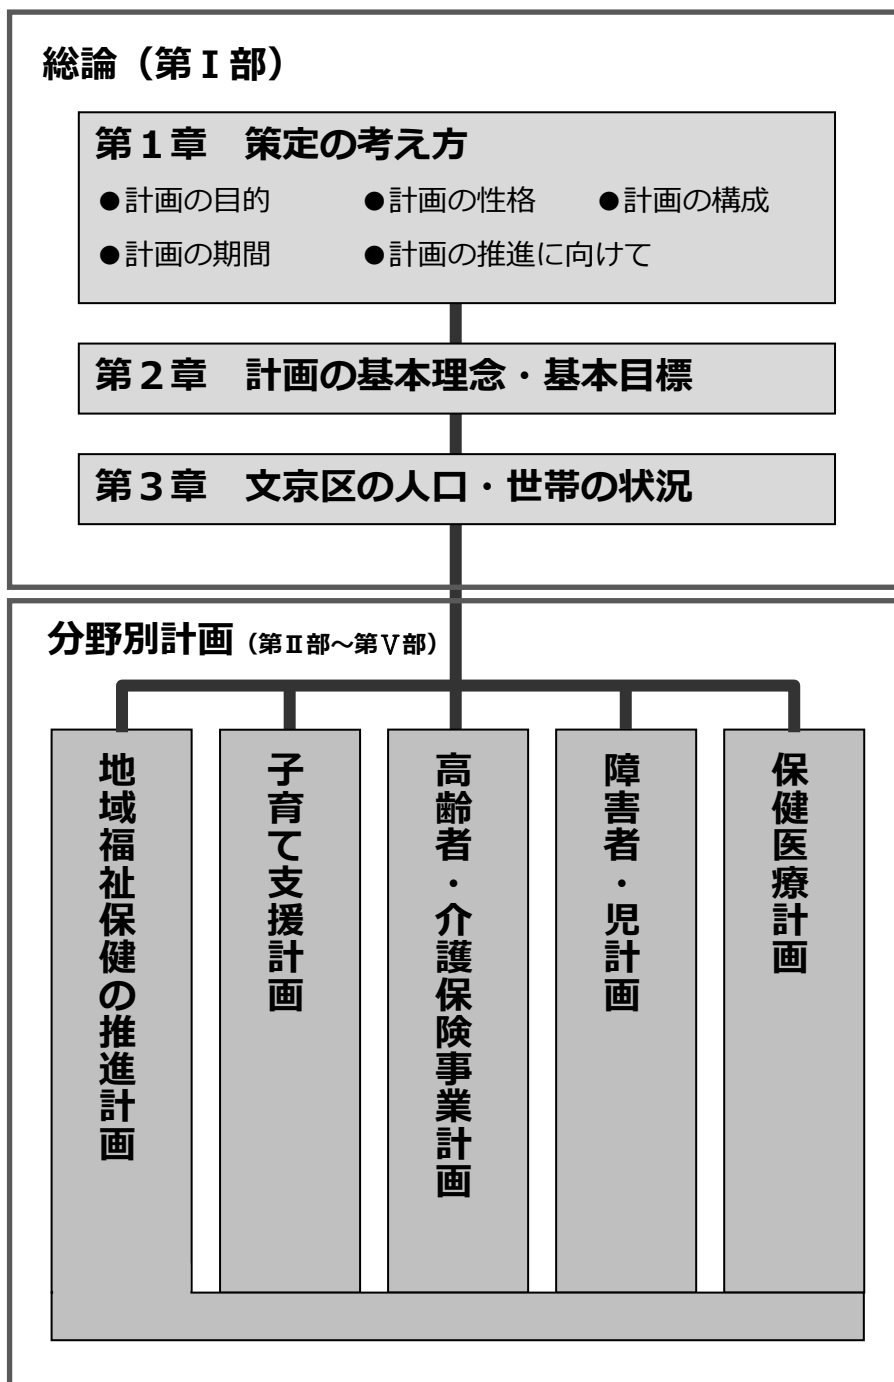 総論（第Ⅰ部）
第１章　策定の考え方
●計画の目的　●計画の性格　●計画の構成
●計画の期間　●計画の推進に向けて
第２章　計画の基本理念・基本目標
第３章　文京区の人口・世帯の状況
分野別計画（第Ⅱ部～第Ⅴ部）
地域福祉保健の推進計画
子育て支援計画
高齢者・介護保険事業計画
障害者・児計画
保健医療計画